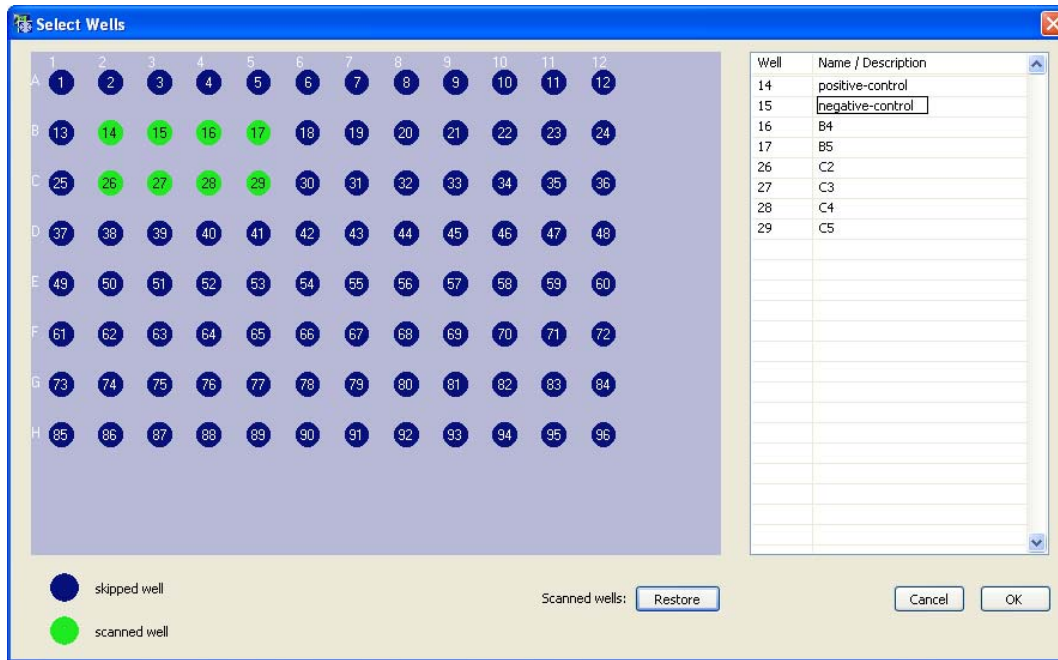 Select Wells
1 2 3 4 5 6 7 8 9 10 11 12
A 1 2 3 4 5 6 7 8 9 10 11 12
B 13 14 15 16 17 18 19 20 21 22 23 24
C 25 26 27 28 29 30 31 32 33 34 35 36
D 37 38 39 40 41 42 43 44 45 46 47 48
E 49 50 51 52 53 54 55 56 57 58 59 60
F 61 62 63 64 65 66 67 68 69 70 71 72
G 73 74 75 76 77 78 79 80 81 82 83 84
H 85 86 87 88 89 90 91 92 93 94 95 96
Well Name / Description
14 positive-control
15 negative-control
16 B4
17 B5
26 C2
27 C3
28 C4
29 C5
skipped well
scanned well
Scanned wells: Restore
Cancel OK